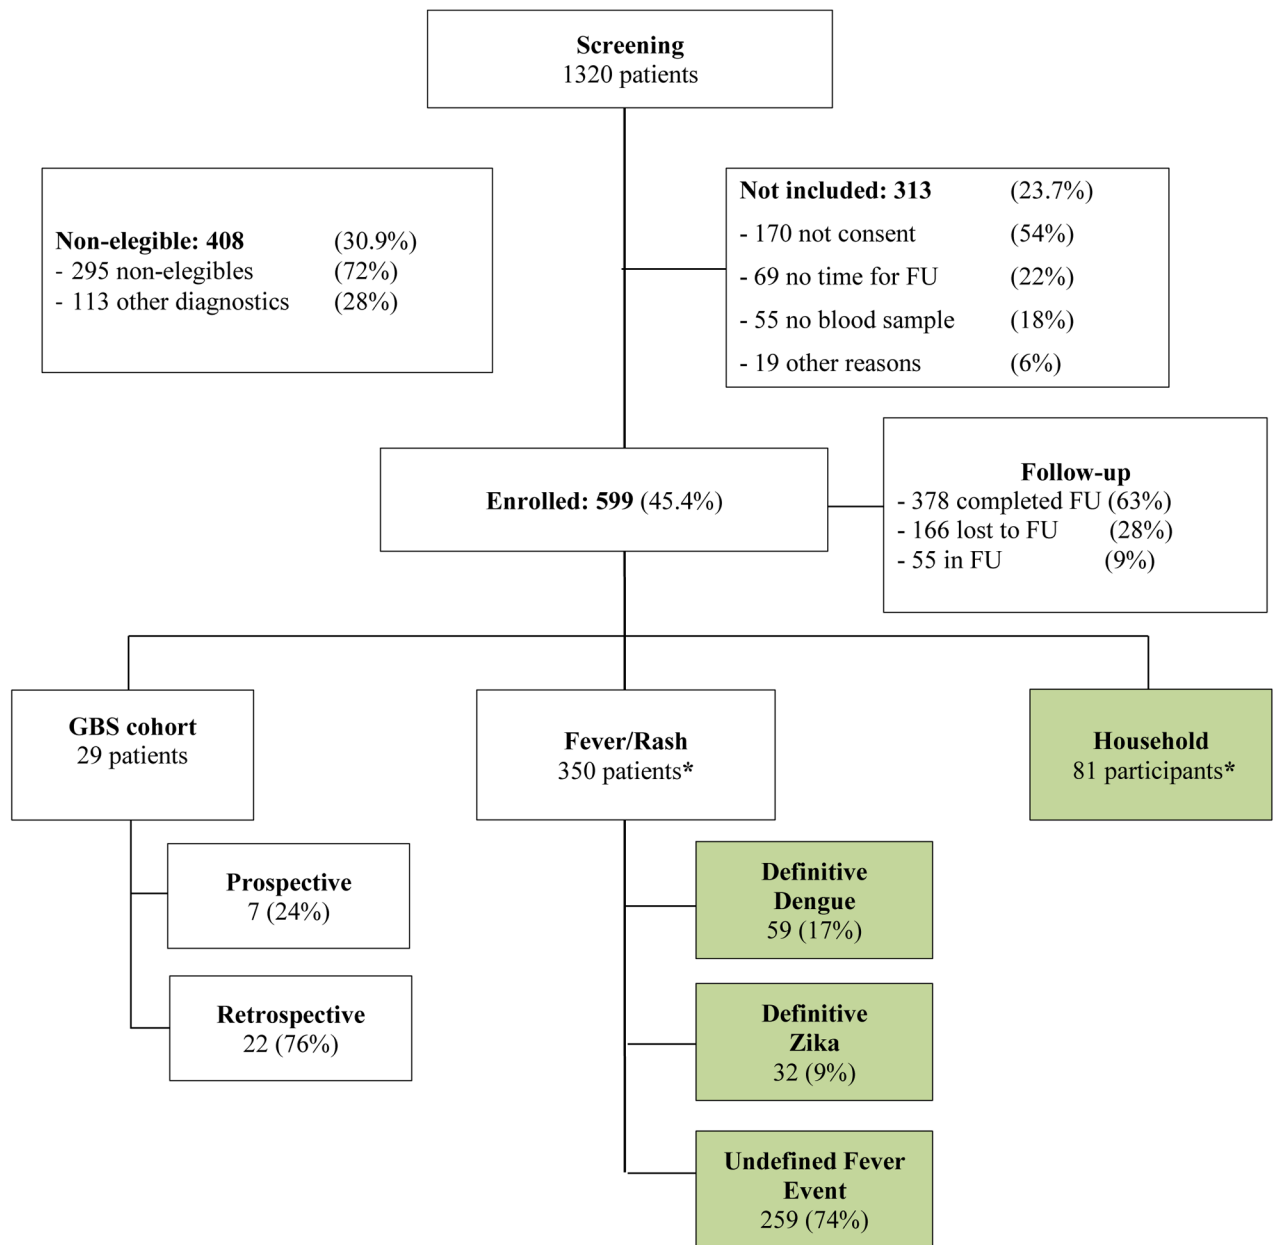 Screening
1320 patients
Non-elegible: 408 (30.9%)
- 295 non-elegibles (72%)
- 113 other diagnostics (28%)
Not included: 313 (23.7%)
- 170 not consent (54%)
- 69 no time for FU (22%)
- 55 no blood sample (18%)
- 19 other reasons (6%)
Enrolled: 599 (45.4%)
Follow-up
- 378 completed FU (63%)
- 166 lost to FU (28%)
- 55 in FU (9%)
GBS cohort
29 patients
Prospective
7 (24%)
Retrospective
22 (76%)
Fever/Rash
350 patients*
Definitive
Dengue
59 (17%)
Definitive
Zika
32 (9%)
Undefined Fever
Event
259 (74%)
Household
81 participants*